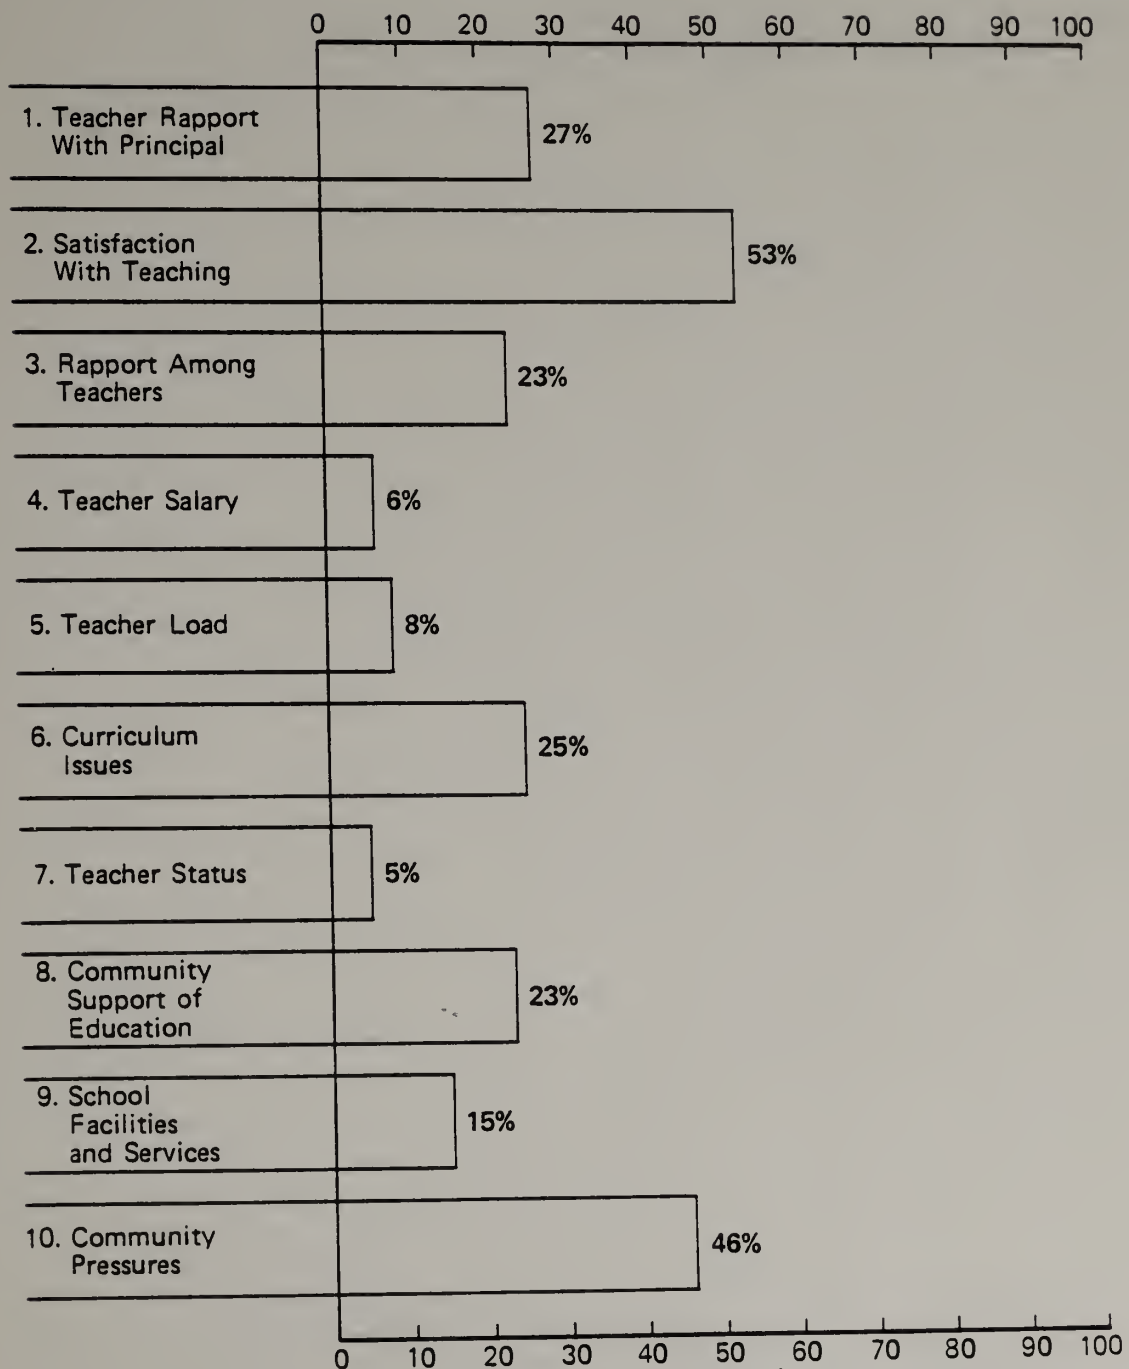 0 10 20 30 40 50 60 70 80 90 100
1. Teacher Rapport
With Principal
27%
2. Satisfaction
With Teaching
53%
3. Rapport Among
Teachers
23%
4. Teacher Salary
6%
5. Teacher Load
8%
6. Curriculum
Issues
25%
7. Teacher Status
5%
8. Community
Support of
Education
23%
9. School
Facilities
and Services
15%
10. Community
Pressures
46%
0 10 20 30 40 50 60 70 80 90 100